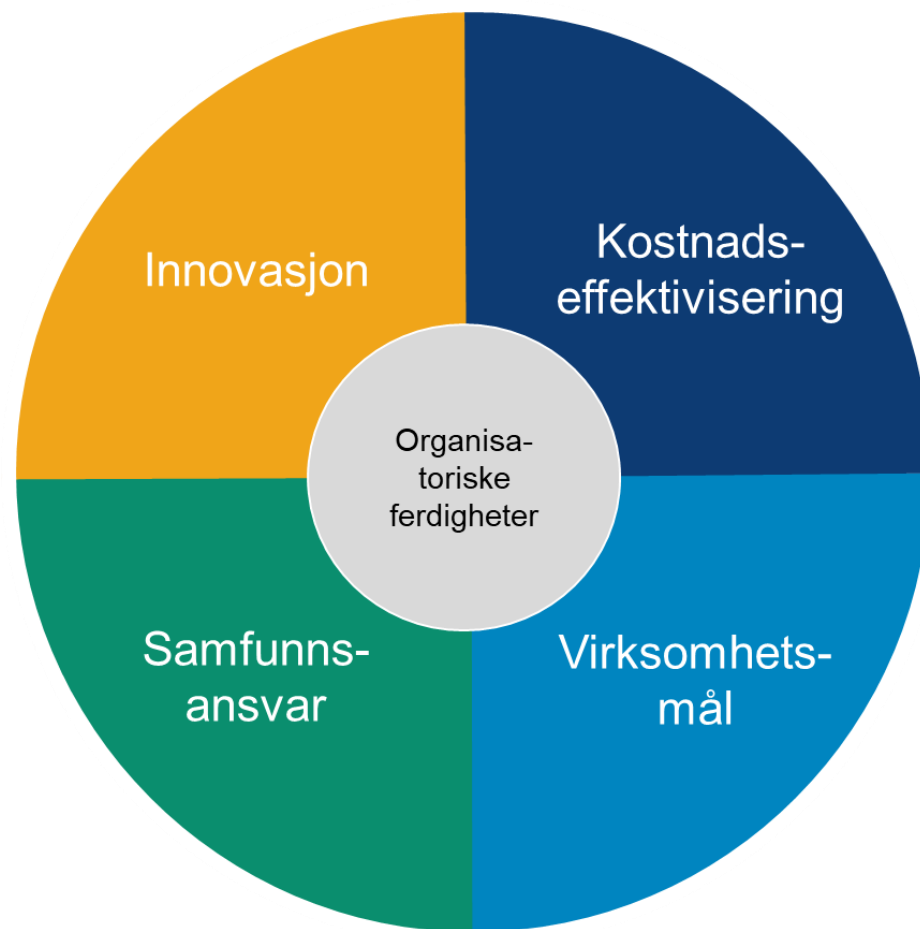 Innovasjon
Kostnads-
effektivisering
Organisa-
toriske
ferdigheter
Samfunns-
ansvar
Virksomhets-
mål